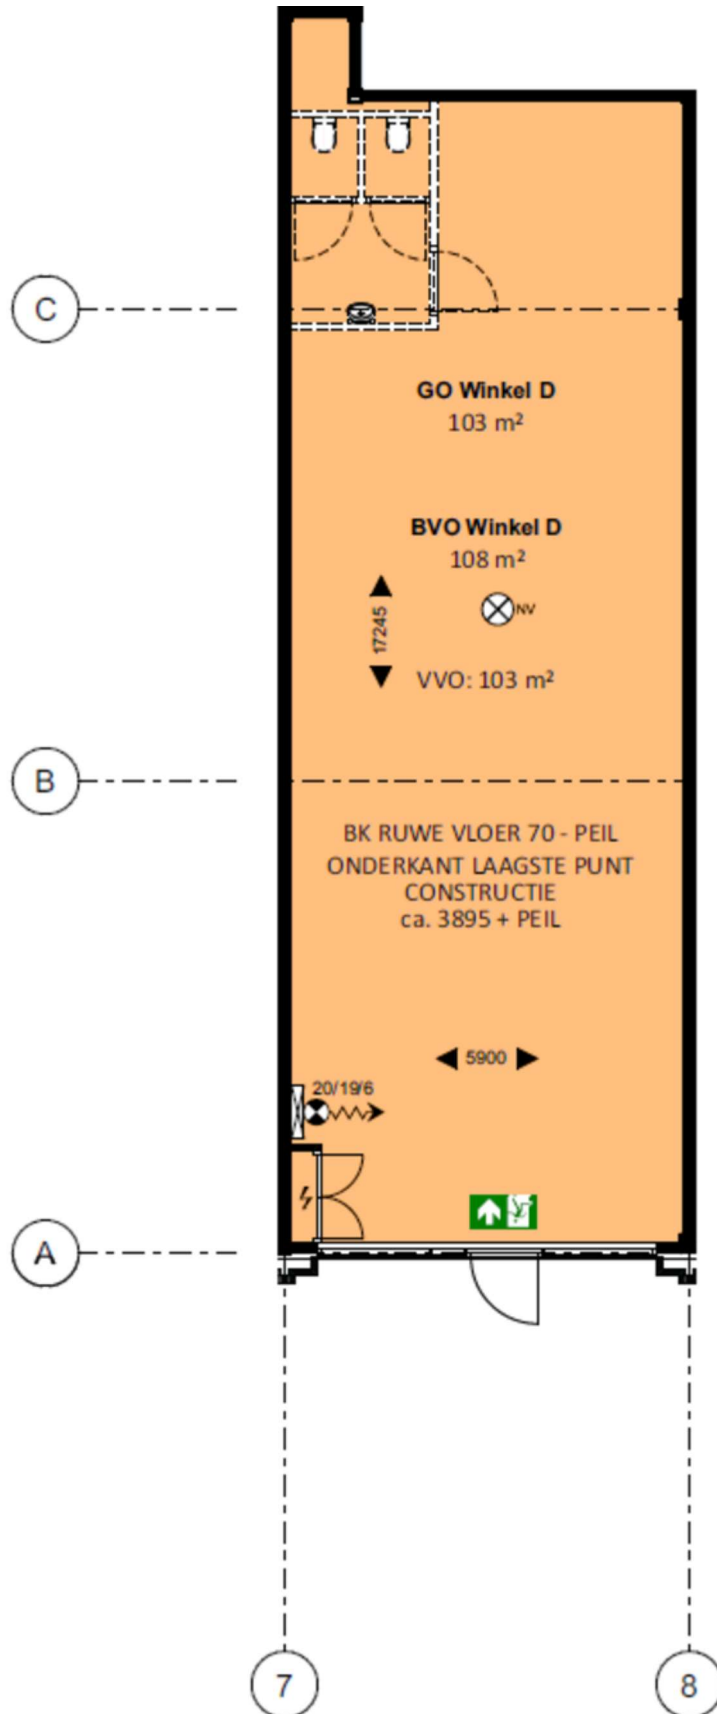 C
GO Winkel D
103 m²
BVO Winkel D
108 m²
17245
NV
VVO: 103 m²
B
BK RUWE VLOER 70 - PEIL
ONDERKANT LAAGSTE PUNT
CONSTRUCTIE
ca. 3895 + PEIL
5900
20/19/6
A
7
8